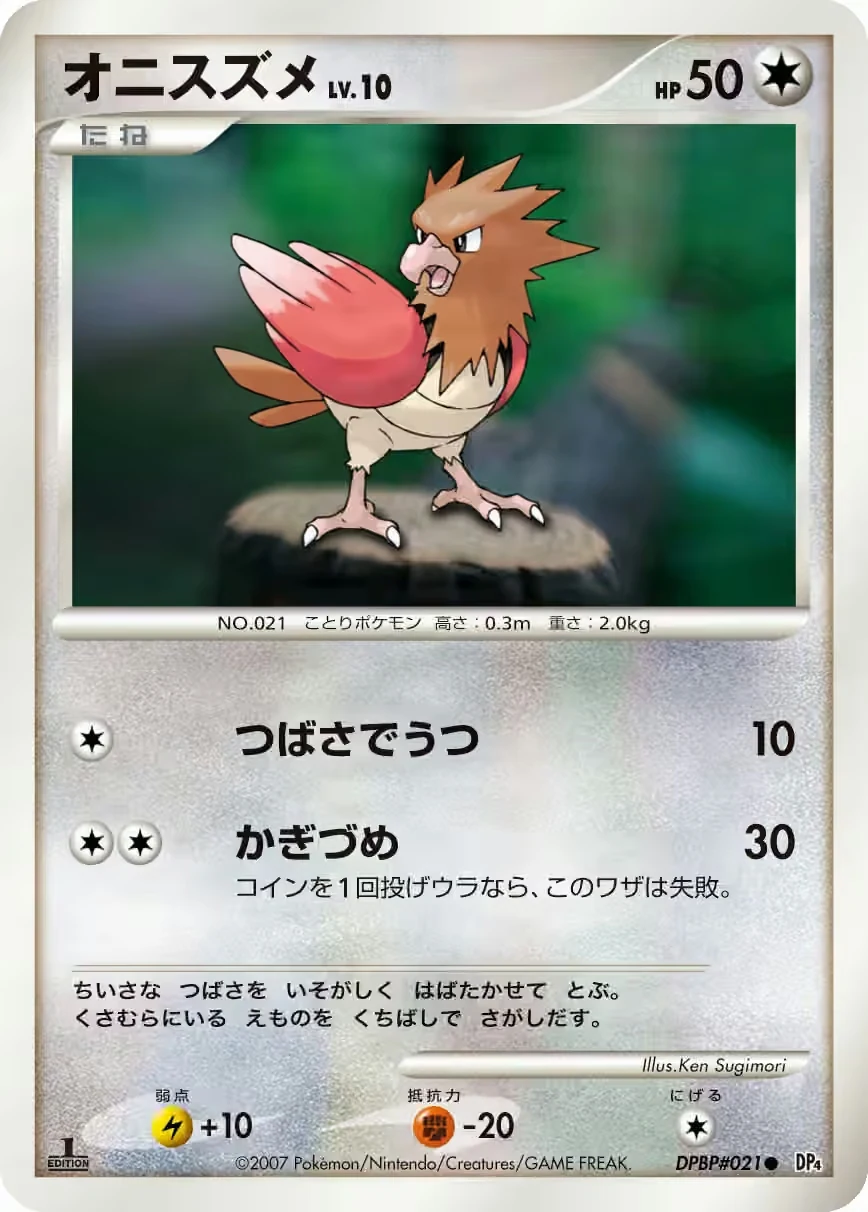 オニスズメ LV.10 HP 50
たね
NO.021 ことりポケモン 高さ:0.3m 重さ:2.0kg
つばさでうつ 10
かぎづめ 30
コインを1回投げウラなら、このワザは失敗。
ちいさな つばさを いそがしく はばたかせて とぶ。
くさむらにいる えものを くちばしで さがしだす。
Illus.Ken Sugimori
弱点 抵抗力 にげる
+10 -20
1 EDITION ©2007 Pokémon/Nintendo/Creatures/GAME FREAK. DPBP#021● DP4